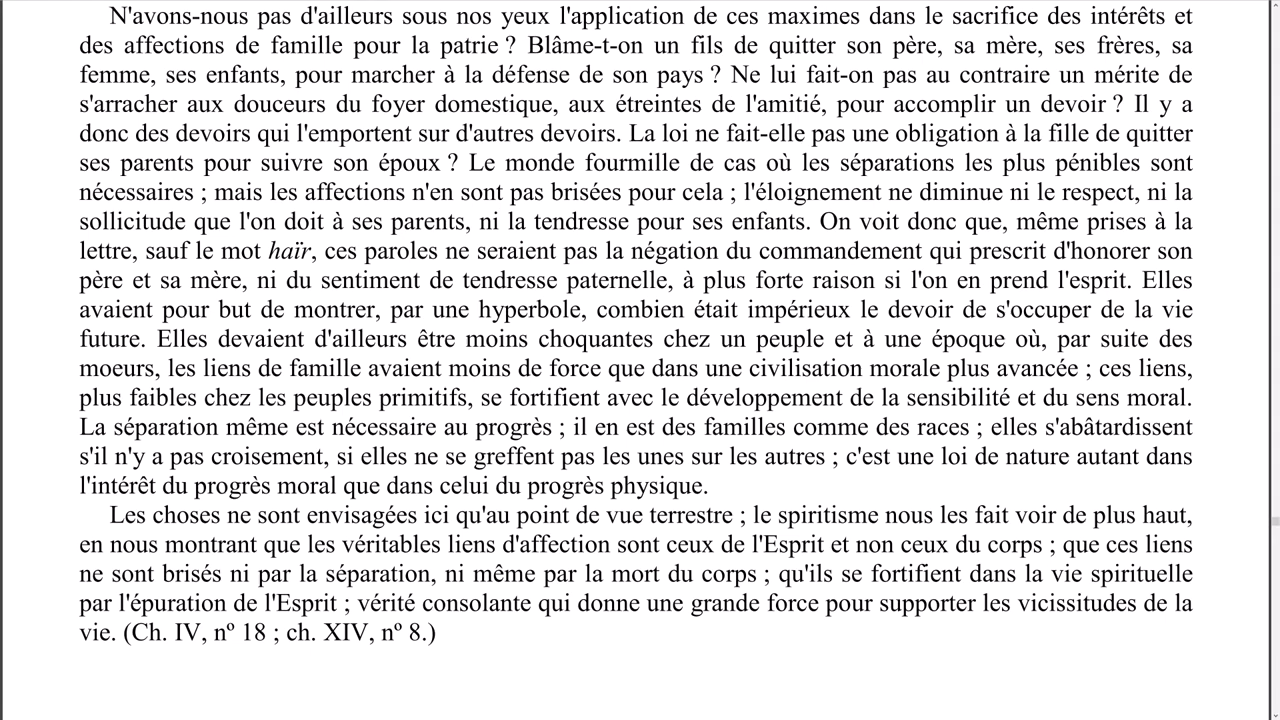 N'avons-nous pas d'ailleurs sous nos yeux l'application de ces maximes dans le sacrifice des intérêts et
des affections de famille pour la patrie ? Blâme-t-on un fils de quitter son père, sa mère, ses frères, sa
femme, ses enfants, pour marcher à la défense de son pays ? Ne lui fait-on pas au contraire un mérite de
s'arracher aux douceurs du foyer domestique, aux étreintes de l'amitié, pour accomplir un devoir ? Il y a
donc des devoirs qui l'emportent sur d'autres devoirs. La loi ne fait-elle pas une obligation à la fille de quitter
ses parents pour suivre son époux ? Le monde fourmille de cas où les séparations les plus pénibles sont
nécessaires ; mais les affections n'en sont pas brisées pour cela ; l'éloignement ne diminue ni le respect, ni la
sollicitude que l'on doit à ses parents, ni la tendresse pour ses enfants. On voit donc que, même prises à la
lettre, sauf le mot haïr, ces paroles ne seraient pas la négation du commandement qui prescrit d'honorer son
père et sa mère, ni du sentiment de tendresse paternelle, à plus forte raison si l'on en prend l'esprit. Elles
avaient pour but de montrer, par une hyperbole, combien était impérieux le devoir de s'occuper de la vie
future. Elles devaient d'ailleurs être moins choquantes chez un peuple et à une époque où, par suite des
moeurs, les liens de famille avaient moins de force que dans une civilisation morale plus avancée ; ces liens,
plus faibles chez les peuples primitifs, se fortifient avec le développement de la sensibilité et du sens moral.
La séparation même est nécessaire au progrès ; il en est des familles comme des races ; elles s'abâtardissent
s'il n'y a pas croisement, si elles ne se greffent pas les unes sur les autres ; c'est une loi de nature autant dans
l'intérêt du progrès moral que dans celui du progrès physique.
Les choses ne sont envisagées ici qu'au point de vue terrestre ; le spiritisme nous les fait voir de plus haut,
en nous montrant que les véritables liens d'affection sont ceux de l'Esprit et non ceux du corps ; que ces liens
ne sont brisés ni par la séparation, ni même par la mort du corps ; qu'ils se fortifient dans la vie spirituelle
par l'épuration de l'Esprit ; vérité consolante qui donne une grande force pour supporter les vicissitudes de la
vie. (Ch. IV, nº 18 ; ch. XIV, nº 8.)